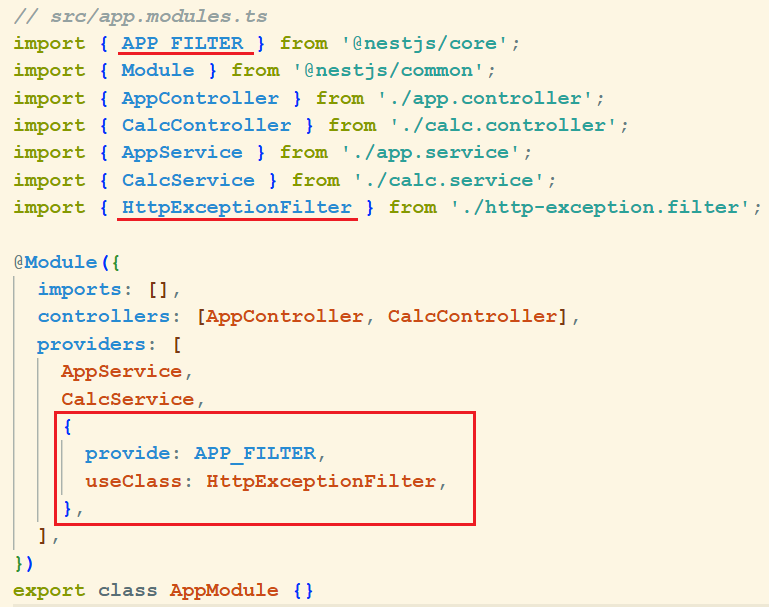 // src/app.modules.ts
import { APP_FILTER } from '@nestjs/core';
import { Module } from '@nestjs/common';
import { AppController } from './app.controller';
import { CalcController } from './calc.controller';
import { AppService } from './app.service';
import { CalcService } from './calc.service';
import { HttpExceptionFilter } from './http-exception.filter';
@Module({
imports: [],
controllers: [AppController, CalcController],
providers: [
AppService,
CalcService,
{
provide: APP_FILTER,
useClass: HttpExceptionFilter,
},
],
})
export class AppModule {}